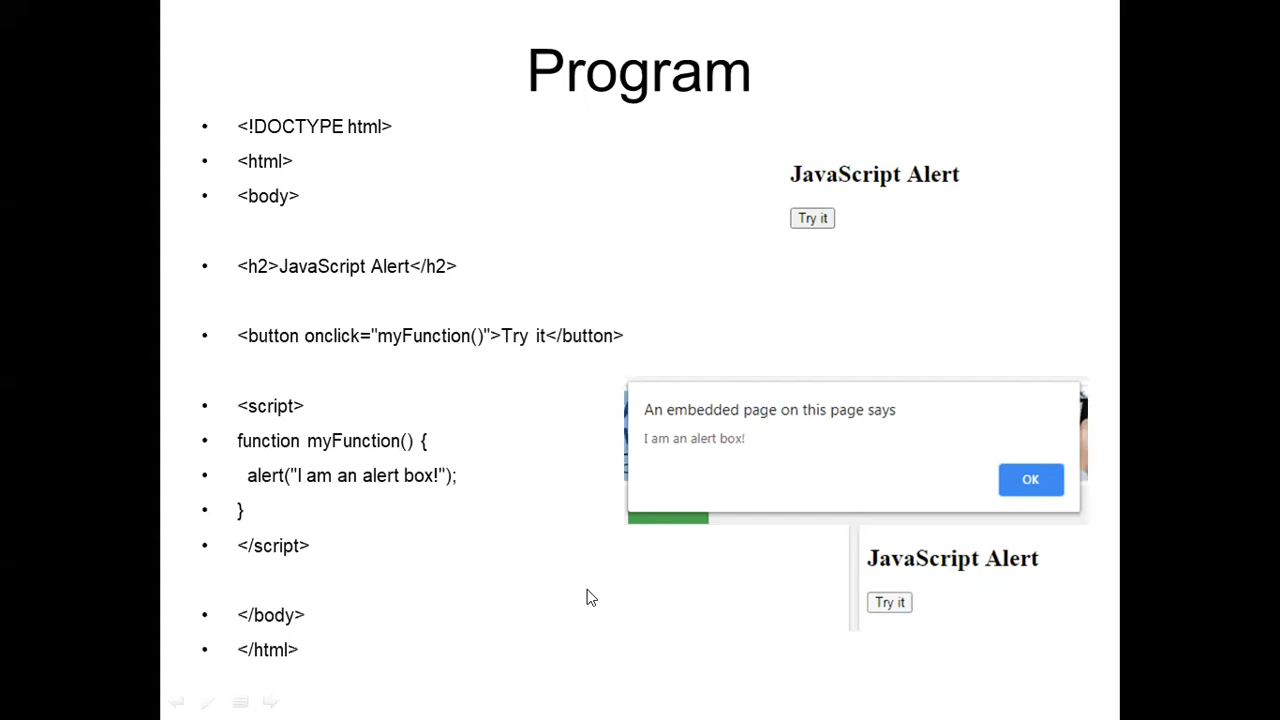 Program
• <!DOCTYPE html>
• <html>
• <body>
• <h2>JavaScript Alert</h2>
• <button onclick="myFunction()">Try it</button>
• <script>
• function myFunction() {
• alert("I am an alert box!");
• }
• </script>
• </body>
• </html>
JavaScript Alert
Try it
An embedded page on this page says
I am an alert box!
OK
JavaScript Alert
Try it